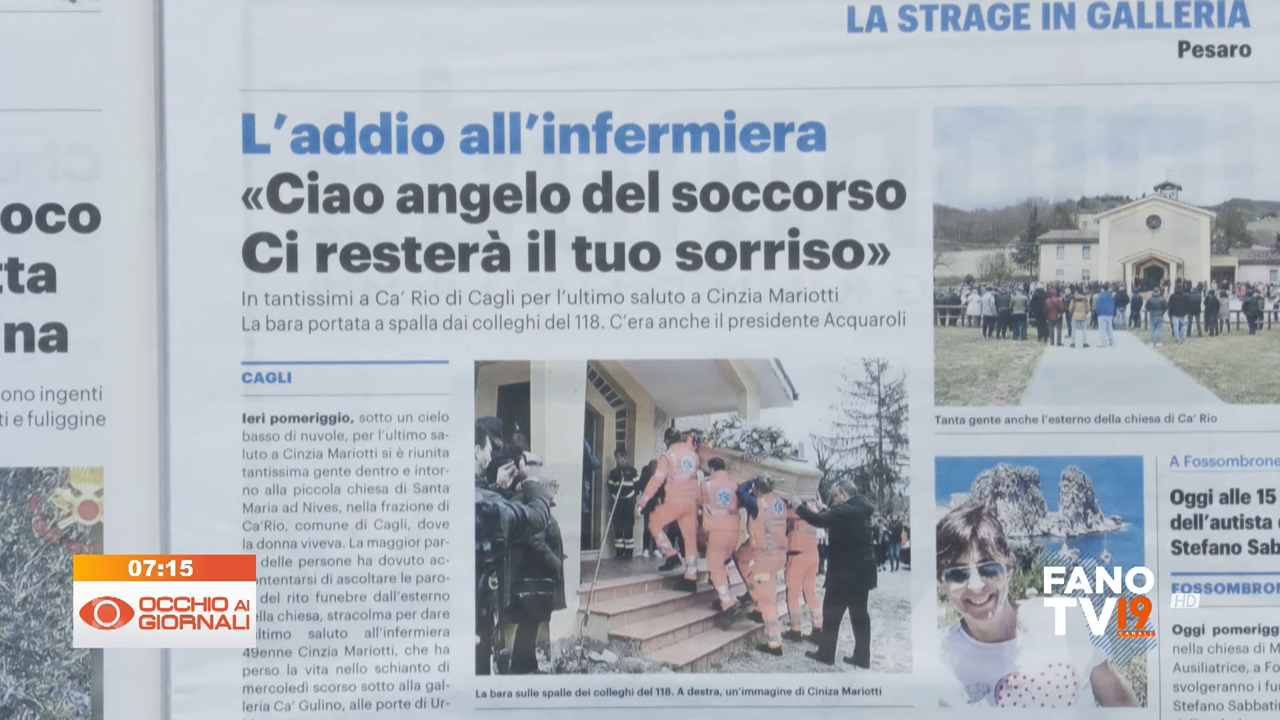 LA STRAGE IN GALLERIA
Pesaro
oco
tta
na
ono ingenti
ti e fuliggine
L'addio all'infermiera
«Ciao angelo del soccorso
Ci resterà il tuo sorriso»
In tantissimi a Ca' Rio di Cagli per l'ultimo saluto a Cinzia Mariotti
La bara portata a spalla dai colleghi del 118. C'era anche il presidente Acquaroli
CAGLI
Ieri pomeriggio, sotto un cielo
basso di nuvole, per l'ultimo sa-
luto a Cinzia Mariotti si è riunita
tantissima gente dentro e intor-
no alla piccola chiesa di Santa
Maria ad Nives, nella frazione di
Ca'Rio, comune di Cagli, dove
la donna viveva. La maggior par-
delle persone ha dovuto ac-
ontentarsi di ascoltare le paro-
del rito funebre dall'esterno
lla chiesa, stracolma per dare
ultimo saluto all'infermiera
49enne Cinzia Mariotti, che ha
perso la vita nello schianto di
mercoledì scorso sotto alla gal-
leria Ca' Gulino, alle porte di Ur-
La bara sulle spalle dei colleghi del 118. A destra, un'immagine di Ciniza Mariotti
Tanta gente anche l'esterno della chiesa di Ca' Rio
A Fossombrone
Oggi alle 15
dell'autista
Stefano Sab
FOSSOMBRO
Oggi pomerigg
nella chiesa di M
Ausiliatrice, a Fo
svolgeranno i fu
Stefano Sabbati
07:15
OCCHIO AI
GIORNALI
FANO
TV19
CANALE
HD